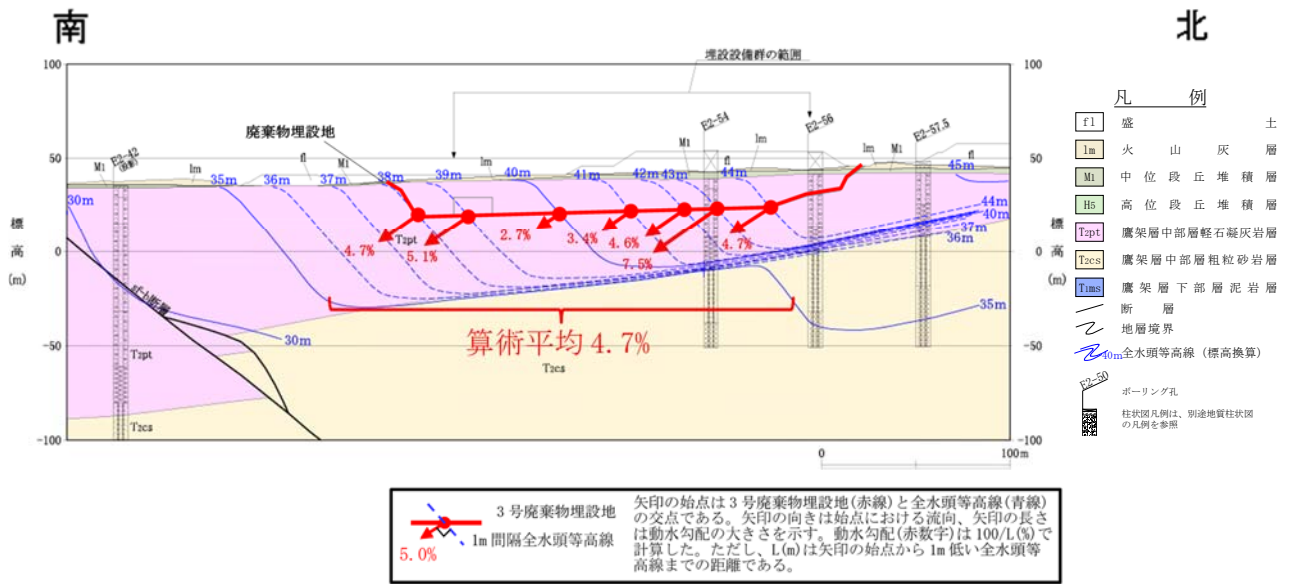 南
北
埋設設備群の範囲
100
100
廃棄物埋設地
E2-42
E2-54
E2-56
E2-57.5
M1
lm
fl
M1
lm
M1
fl
lm
lm
M1
fl
50
50
35m
36m
37m
38m
39m
40m
41m
42m
43m
44m
45m
30m
44m
40m
37m
36m
35m
30m
4.7%
T2pt
5.1%
2.7%
3.4%
4.6%
7.5%
4.7%
標高(m)
0
0
標高(m)
止上断層
算術平均 4.7%
-50
-50
T2pt
T2cs
T2cs
-100
-100
0
100m
凡例
fl 盛土
lm 火山灰層
M1 中位段丘堆積層
H5 高位段丘堆積層
T2pt 鷹架層中部層軽石凝灰岩層
T2cs 鷹架層中部層粗粒砂岩層
T1ms 鷹架層下部層泥岩層
断層
地層境界
40m 全水頭等高線（標高換算）
E2-50
ボーリング孔
柱状図凡例は、別途地質柱状図
の凡例を参照
3号廃棄物埋設地
1m間隔全水頭等高線
5.0%
矢印の始点は3号廃棄物埋設地(赤線)と全水頭等高線(青線)
の交点である。矢印の向きは始点における流向、矢印の長さ
は動水勾配の大きさを示す。動水勾配(赤数字)は100/L(%)で
計算した。ただし、L(m)は矢印の始点から1m低い全水頭等
高線までの距離である。